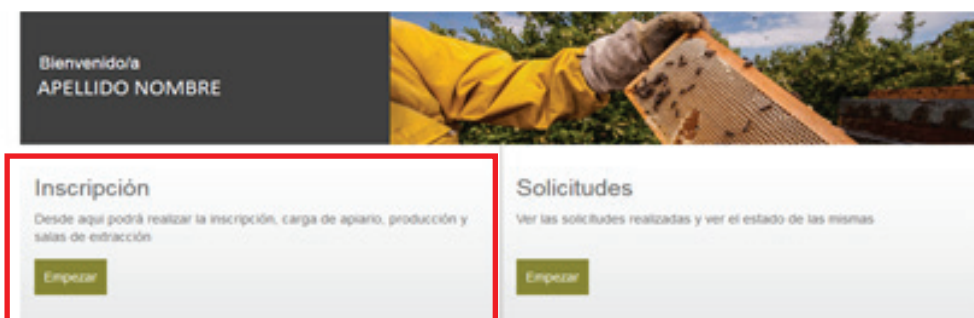 Bienvenido/a
APELLIDO NOMBRE
Inscripción
Desde aquí podrá realizar la inscripción, carga de apiario, producción y
salas de extracción
Empezar
Solicitudes
Ver las solicitudes realizadas y ver el estado de las mismas
Empezar